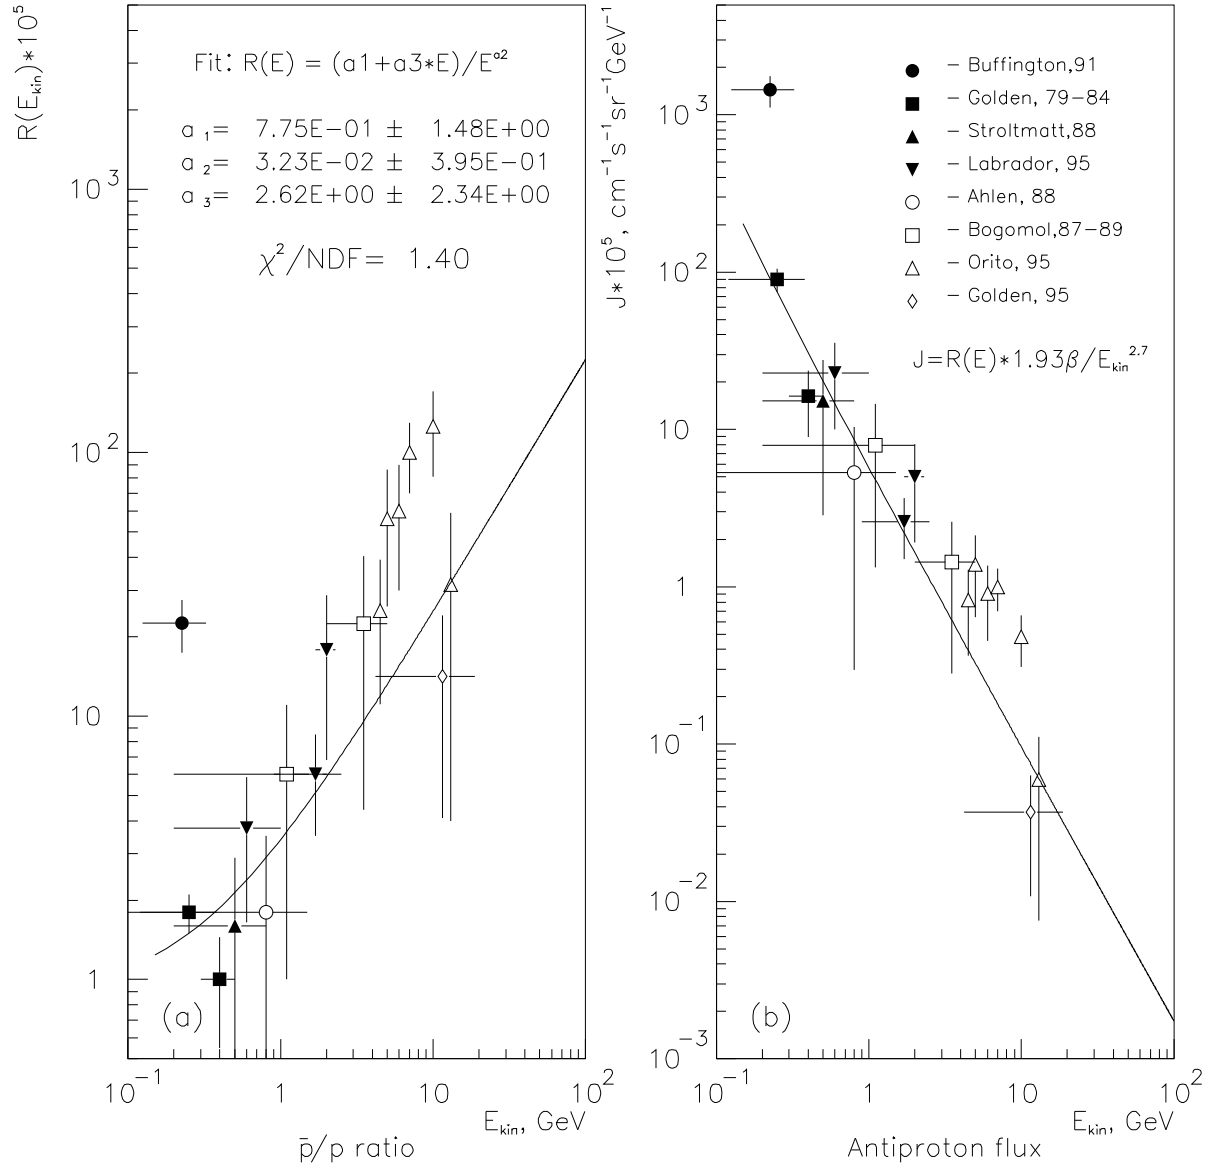 R(E_kin)*10^5
Fit: R(E) = (a1+a3*E)/E^a2
a_1= 7.75E-01 ± 1.48E+00
a_2= 3.23E-02 ± 3.95E-01
a_3= 2.62E+00 ± 2.34E+00
χ^2/NDF= 1.40
10^3
10^2
10
1
(a)
10^-1 1 10 10^2
E_kin, GeV
p̄/p ratio
J*10^5, cm^-1s^-1sr^-1GeV^-1
– Buffington,91
– Golden, 79–84
– Stroltmatt,88
– Labrador, 95
– Ahlen, 88
– Bogomol,87–89
– Orito, 95
– Golden, 95
J=R(E)*1.93β/E_kin^2.7
10^3
10^2
10
1
10^-1
10^-2
10^-3
(b)
10^-1 1 10 10^2
E_kin, GeV
Antiproton flux